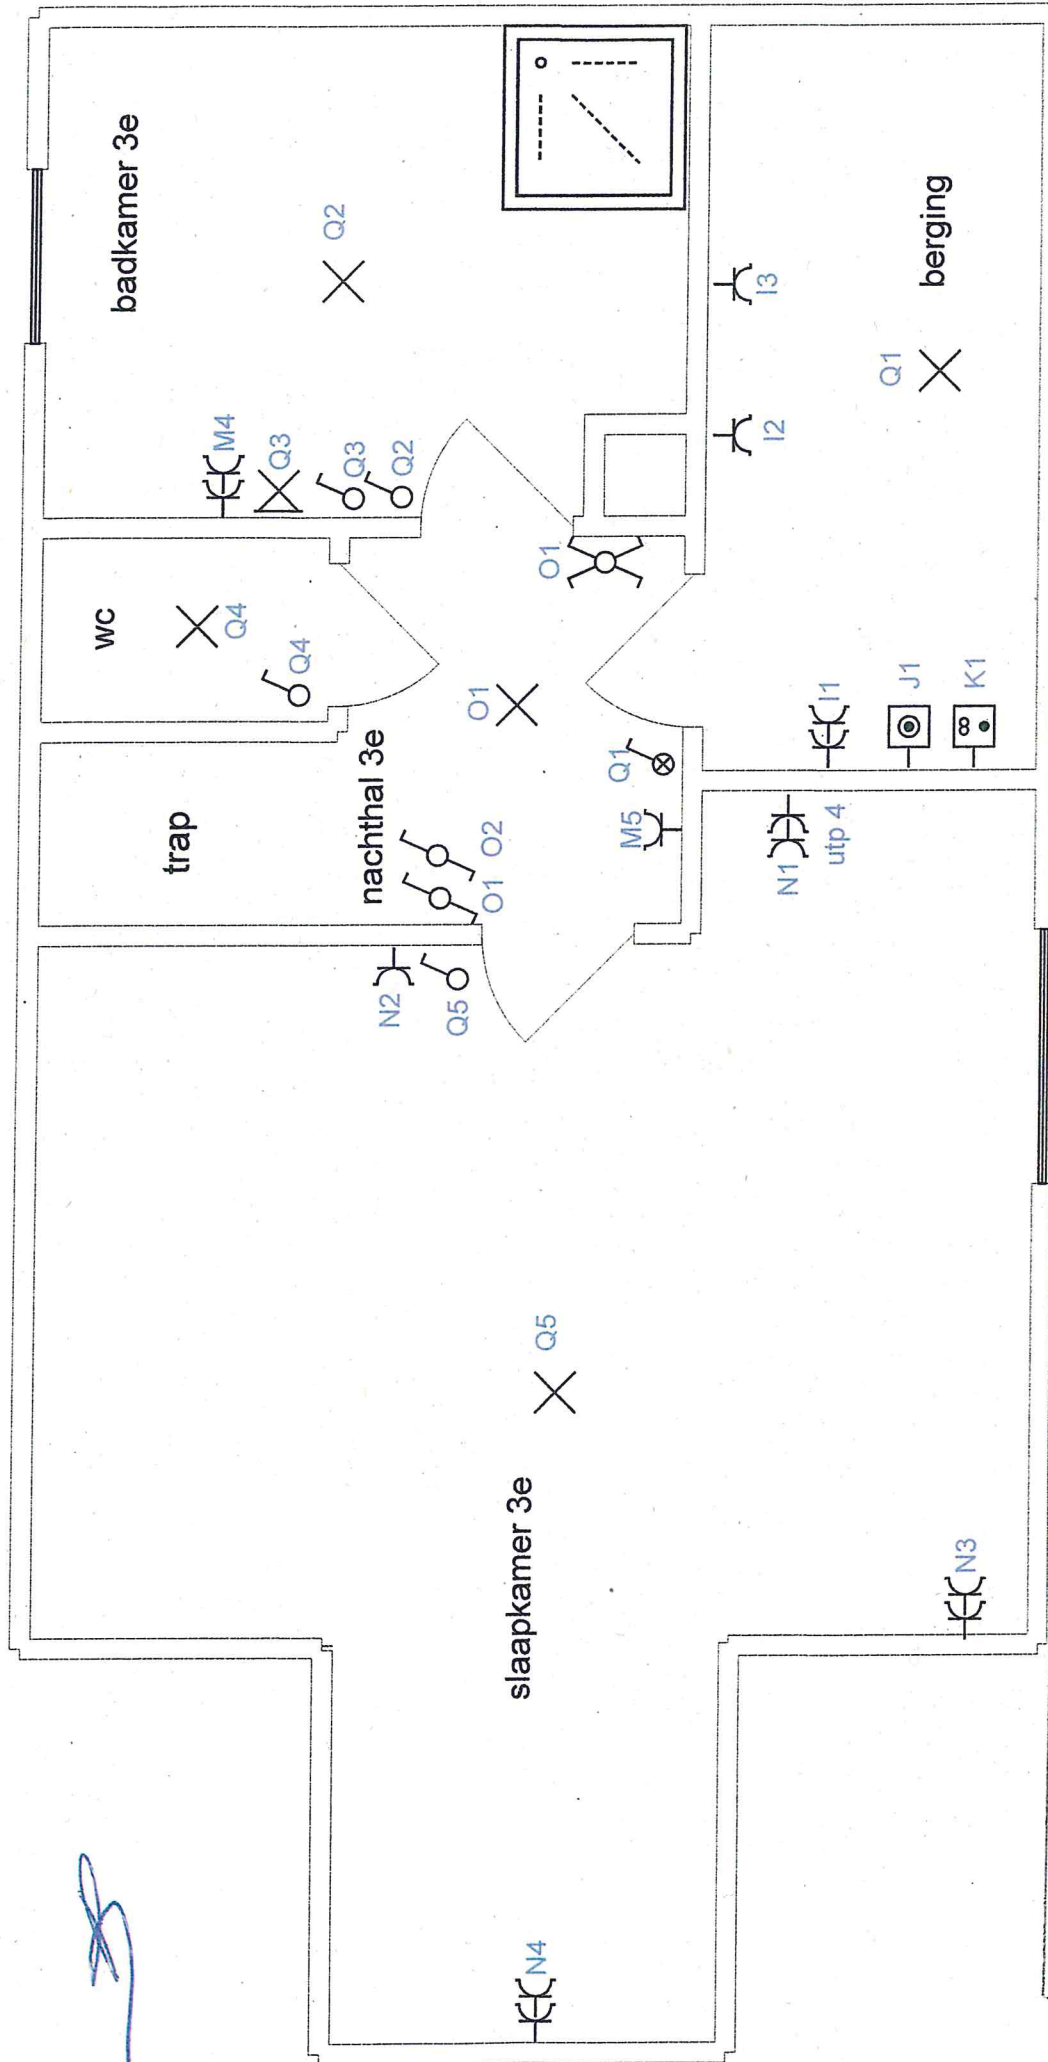 badkamer 3e
Q2
M4
Q3
Q3
Q2
wc
Q4
Q4
trap
nachthal 3e
O1
O1
O2
O1
Q1
M5
I3
I2
berging
Q1
I1
J1
K1
N1
utp 4
N2
Q5
Q5
slaapkamer 3e
N3
N4